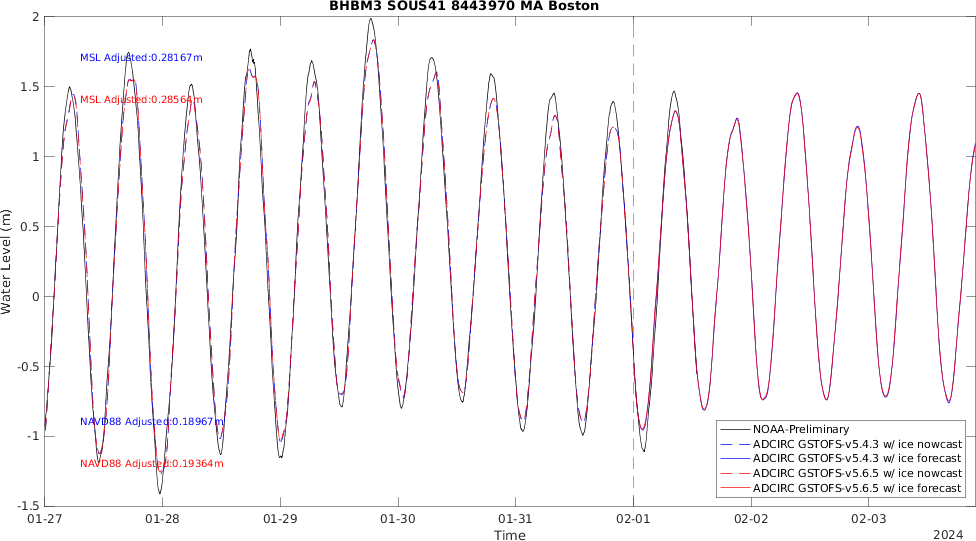 BHBM3 SOUS41 8443970 MA Boston
2
MSL Adjusted:0.28167m
1.5
MSL Adjusted:0.28564m
1
0.5
Water Level (m)
0
-0.5
NAVD88 Adjusted:0.18967m
-1
NAVD88 Adjusted:0.19364m
-1.5
NOAA-Preliminary
ADCIRC GSTOFS-v5.4.3 w/ ice nowcast
ADCIRC GSTOFS-v5.4.3 w/ ice forecast
ADCIRC GSTOFS-v5.6.5 w/ ice nowcast
ADCIRC GSTOFS-v5.6.5 w/ ice forecast
01-27 01-28 01-29 01-30 01-31 02-01 02-02 02-03
Time
2024